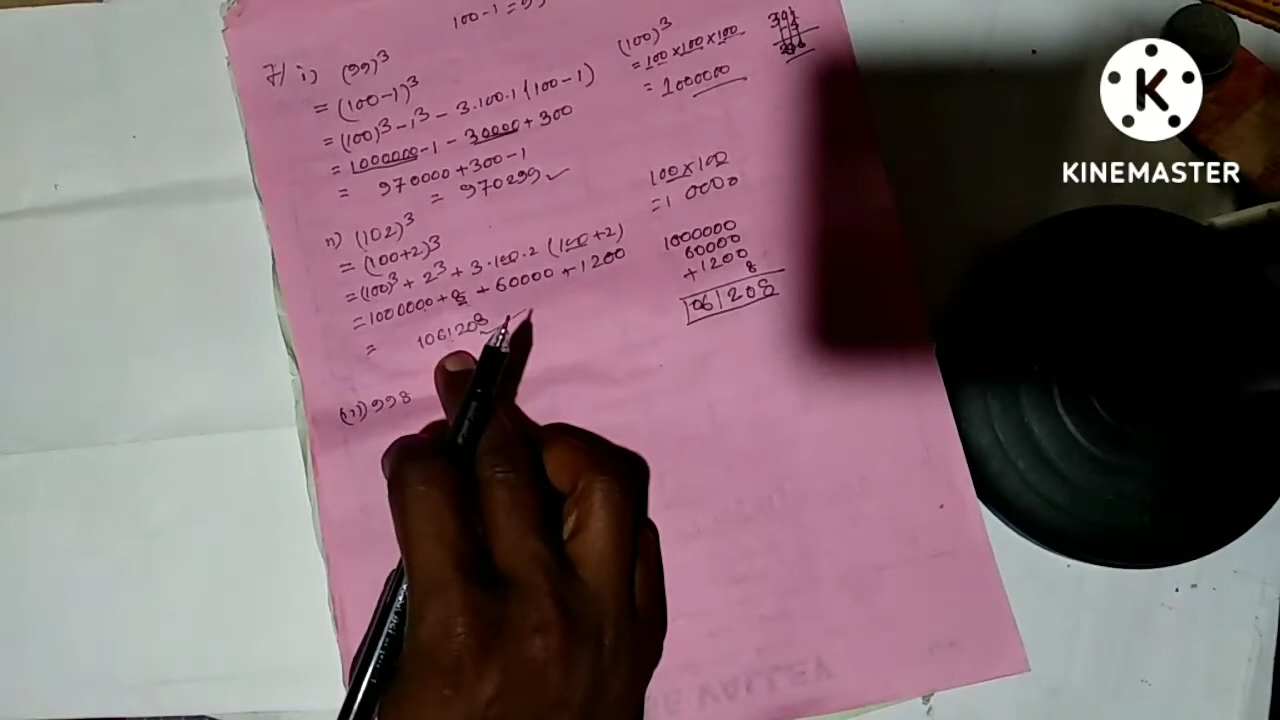 7) i) (99)³
= (100-1)³
= (100)³ - 1³ - 3.100.1 (100-1)
= 1000000 - 1 - 30000 + 300
= 970000 + 300 - 1
= 970299
ii) (102)³
= (100+2)³
= (100)³ + 2³ + 3.100.2 (100+2)
= 1000000 + 8 + 60000 + 1200
= 1061208
(iii) 998
(100)³
= 100 × 100 × 100
= 1000000
100 × 100
= 1 0000
1000000
60000
+ 1200
8
1061208
KINEMASTER